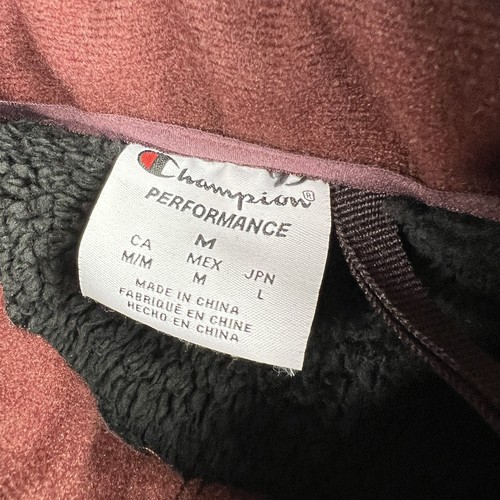 Champion®
PERFORMANCE
M
CA MEX JPN
M/M M L
MADE IN CHINA
FABRIQUÉ EN CHINE
HECHO EN CHINA